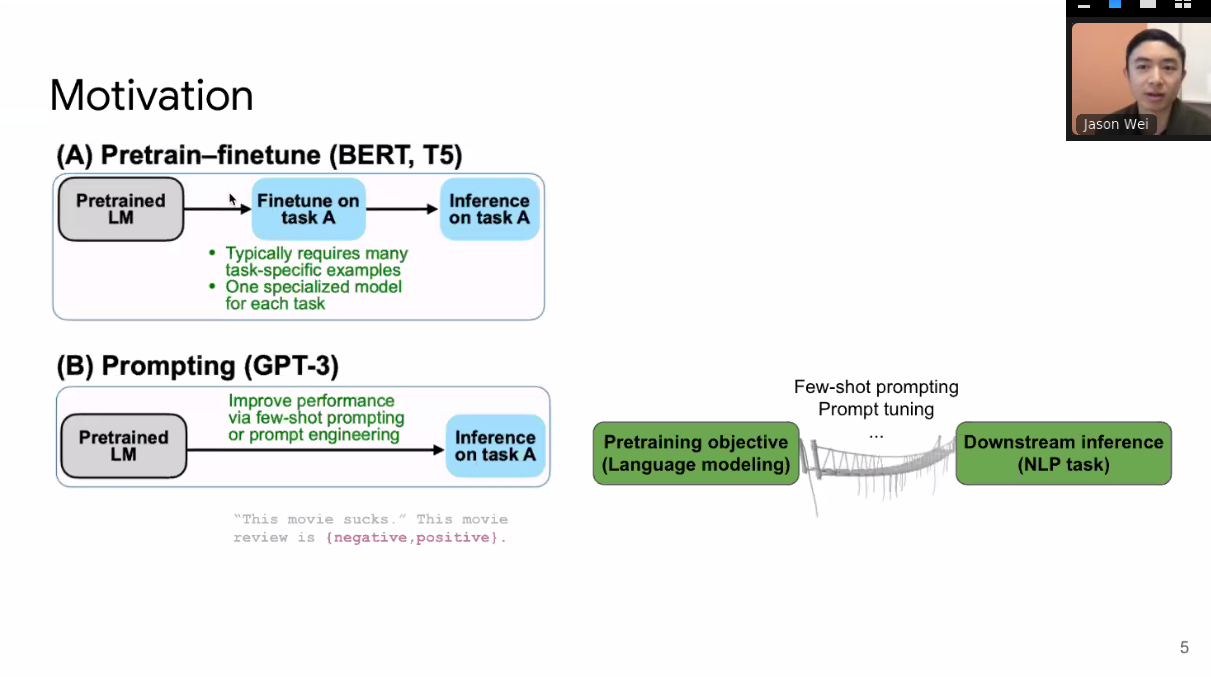 Motivation
Jason Wei
(A) Pretrain–finetune (BERT, T5)
Pretrained
LM
Finetune on
task A
Inference
on task A
• Typically requires many
task-specific examples
• One specialized model
for each task
(B) Prompting (GPT-3)
Pretrained
LM
Improve performance
via few-shot prompting
or prompt engineering
Inference
on task A
“This movie sucks.” This movie
review is {negative,positive}.
Few-shot prompting
Prompt tuning
...
Pretraining objective
(Language modeling)
Downstream inference
(NLP task)
5